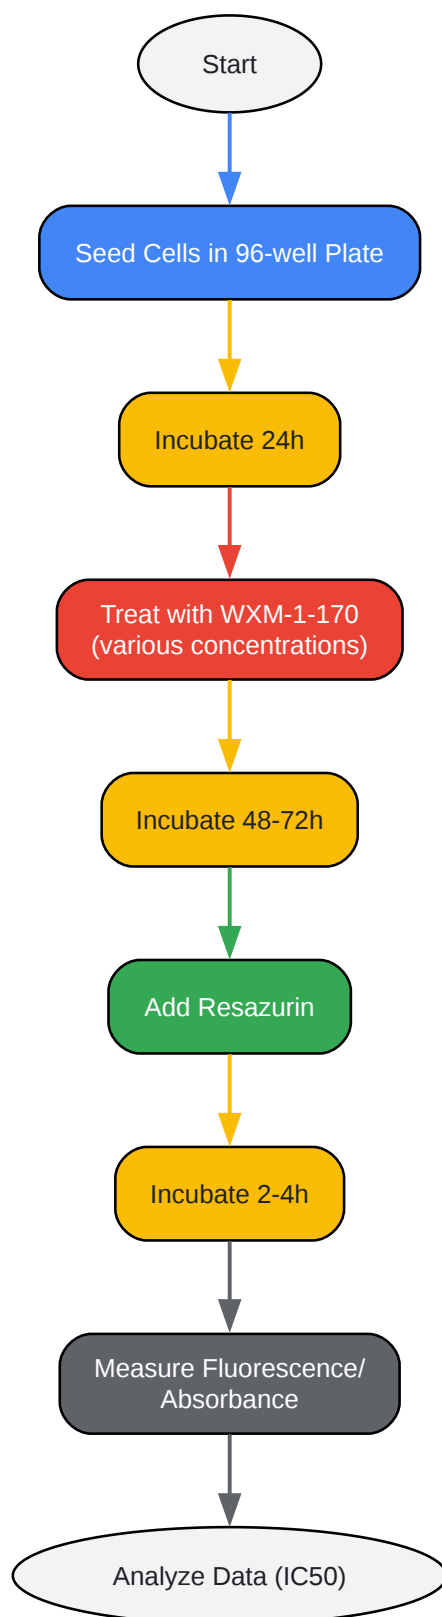 Start
Seed Cells in 96-well Plate
Incubate 24h
Treat with WXM-1-170
(various concentrations)
Incubate 48-72h
Add Resazurin
Incubate 2-4h
Measure Fluorescence/
Absorbance
Analyze Data (IC50)